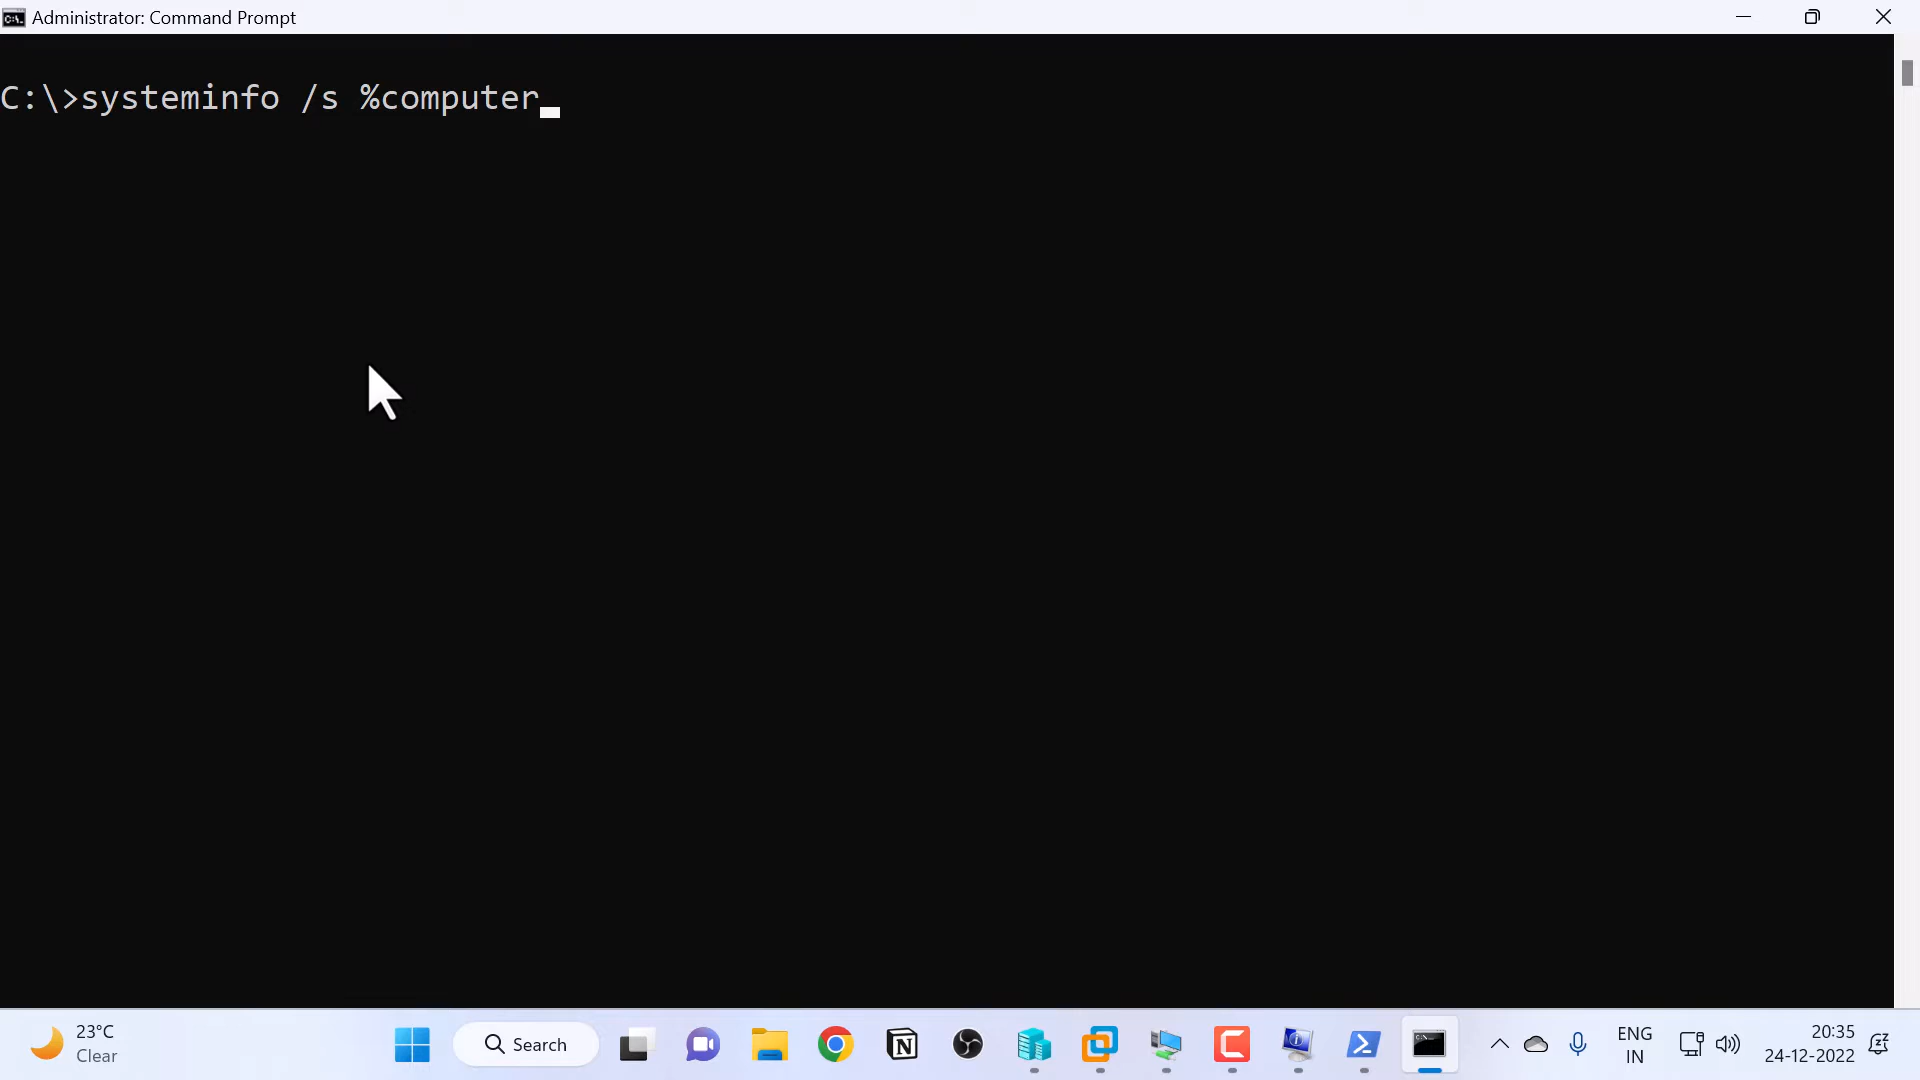 Administrator: Command Prompt
C:\>systeminfo /s %computer
23°C
Clear
Search
ENG
IN
20:35
24-12-2022